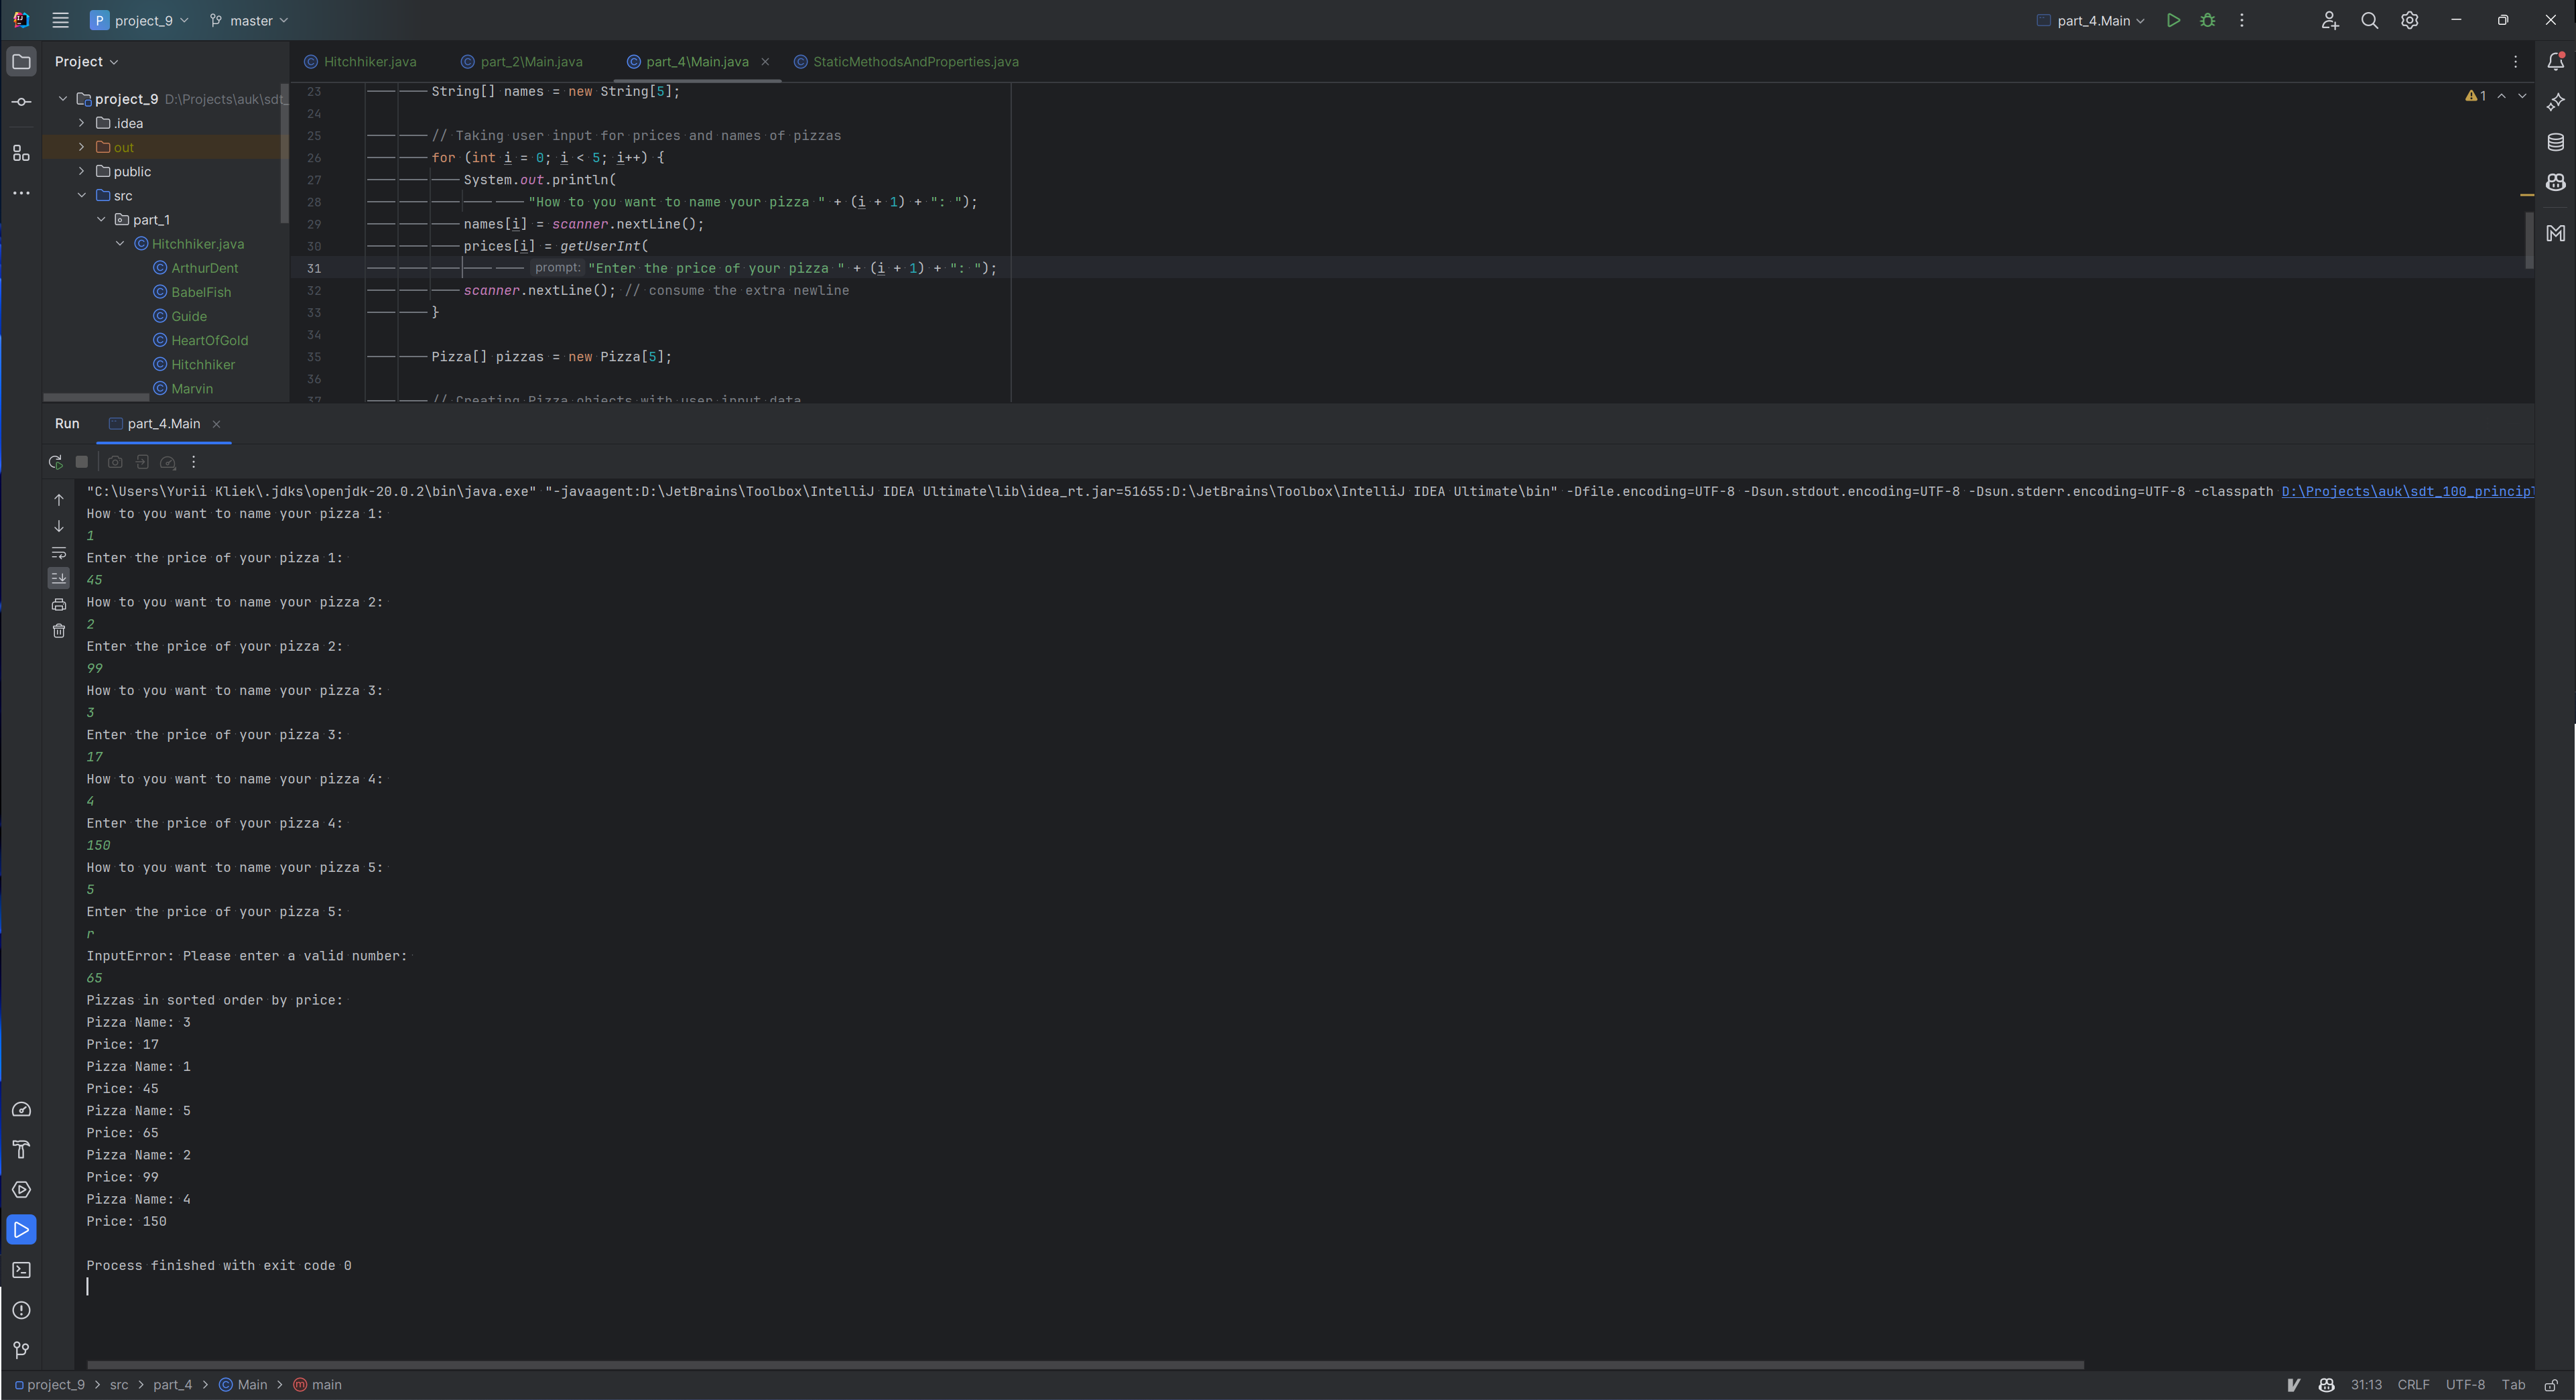 P project_9 master part_4.Main
Project
Hitchhiker.java part_2\Main.java part_4\Main.java StaticMethodsAndProperties.java
project_9 D:\Projects\auk\sdt_
.idea
out
public
src
part_1
Hitchhiker.java
ArthurDent
BabelFish
Guide
HeartOfGold
Hitchhiker
Marvin
1
23 String[] names = new String[5];
24
25 // Taking user input for prices and names of pizzas
26 for (int i = 0; i < 5; i++) {
27 System.out.println(
28 "How to you want to name your pizza " + (i + 1) + ": ");
29 names[i] = scanner.nextLine();
30 prices[i] = getUserInt(
31 prompt: "Enter the price of your pizza " + (i + 1) + ": ");
32 scanner.nextLine(); // consume the extra newline
33 }
34
35 Pizza[] pizzas = new Pizza[5];
36
37 // Creating Pizza objects with user input data
Run part_4.Main
"C:\Users\Yurii Kliek\.jdks\openjdk-20.0.2\bin\java.exe" "-javaagent:D:\JetBrains\Toolbox\IntelliJ IDEA Ultimate\lib\idea_rt.jar=51655:D:\JetBrains\Toolbox\IntelliJ IDEA Ultimate\bin" -Dfile.encoding=UTF-8 -Dsun.stdout.encoding=UTF-8 -Dsun.stderr.encoding=UTF-8 -classpath D:\Projects\auk\sdt_100_princip
How to you want to name your pizza 1:
1
Enter the price of your pizza 1:
45
How to you want to name your pizza 2:
2
Enter the price of your pizza 2:
99
How to you want to name your pizza 3:
3
Enter the price of your pizza 3:
17
How to you want to name your pizza 4:
4
Enter the price of your pizza 4:
150
How to you want to name your pizza 5:
5
Enter the price of your pizza 5:
r
InputError: Please enter a valid number:
65
Pizzas in sorted order by price:
Pizza Name: 3
Price: 17
Pizza Name: 1
Price: 45
Pizza Name: 5
Price: 65
Pizza Name: 2
Price: 99
Pizza Name: 4
Price: 150
Process finished with exit code 0
project_9 > src > part_4 > Main > main 31:13 CRLF UTF-8 Tab